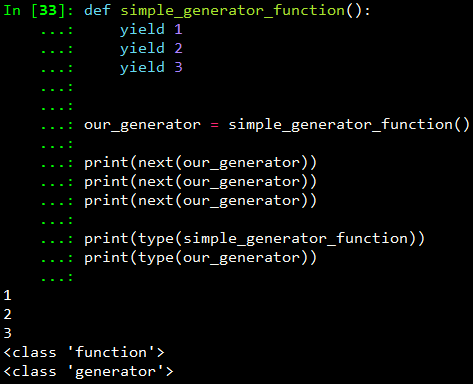 In [33]: def simple_generator_function():
    ...:     yield 1
    ...:     yield 2
    ...:     yield 3
    ...:
    ...:
    ...: our_generator = simple_generator_function()
    ...:
    ...: print(next(our_generator))
    ...: print(next(our_generator))
    ...: print(next(our_generator))
    ...:
    ...: print(type(simple_generator_function))
    ...: print(type(our_generator))
    ...:
1
2
3
<class 'function'>
<class 'generator'>